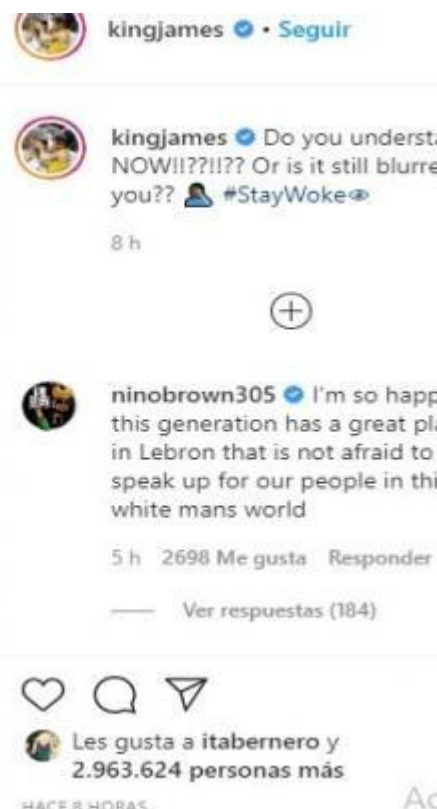 kingjames • Seguir
kingjames Do you understa
NOW!!??!!?? Or is it still blurre
you?? 🤦🏿‍♂️ #StayWoke👁
8 h
ninobrown305 I'm so happ
this generation has a great pla
in Lebron that is not afraid to
speak up for our people in thi
white mans world
5 h 2698 Me gusta Responder
Ver respuestas (184)
Les gusta a itabernero y
2.963.624 personas más
HACE 8 HORAS
Ac